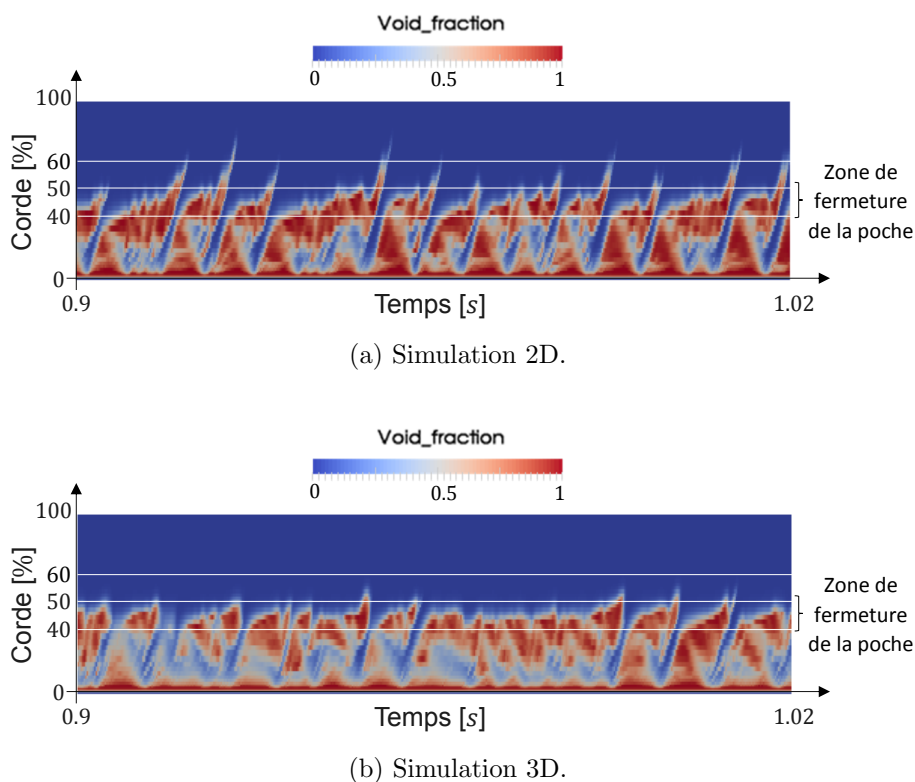 Void_fraction
0 0.5 1
100
60
50
40
0
Corde [%]
Zone de
fermeture
de la poche
0.9
Temps [s]
1.02
(a) Simulation 2D.
Void_fraction
0 0.5 1
100
60
50
40
0
Corde [%]
Zone de
fermeture
de la poche
0.9
Temps [s]
1.02
(b) Simulation 3D.